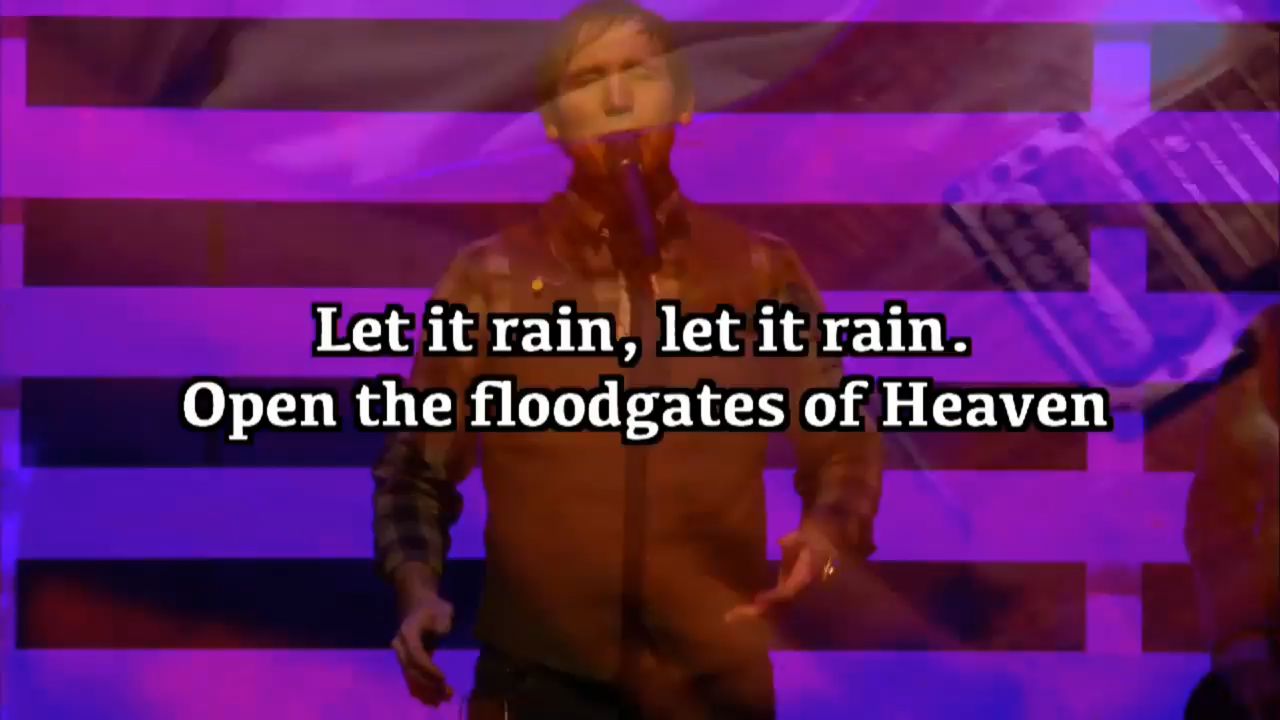 Let it rain, let it rain.
Open the floodgates of Heaven